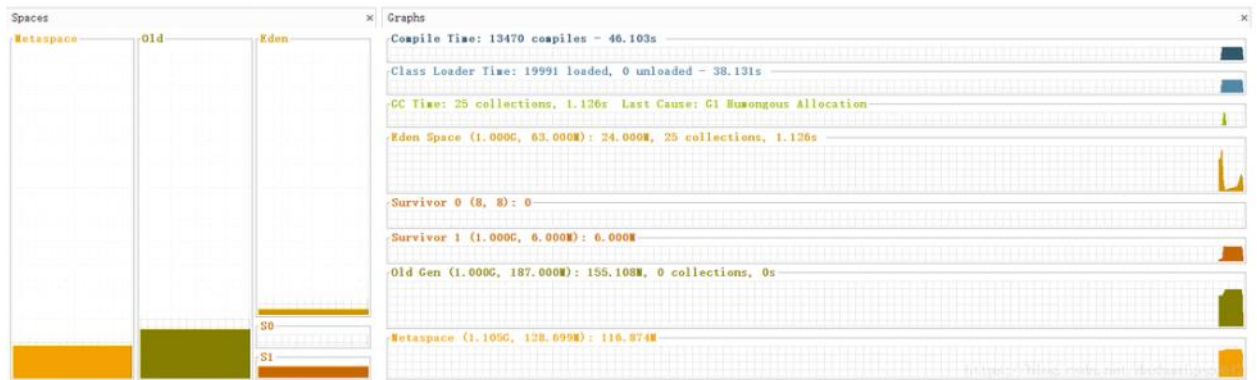 Spaces ×
Metaspace
Old
Eden
S0
S1
Graphs ×
Compile Time: 13470 compiles - 46.103s
Class Loader Time: 19991 loaded, 0 unloaded - 38.131s
GC Time: 25 collections, 1.126s Last Cause: G1 Humongous Allocation
Eden Space (1.000G, 63.000M): 24.000M, 25 collections, 1.126s
Survivor 0 (8, 8): 0
Survivor 1 (1.000G, 6.000M): 6.000M
Old Gen (1.000G, 187.000M): 155.108M, 0 collections, 0s
Metaspace (1.105G, 128.699M): 116.874M